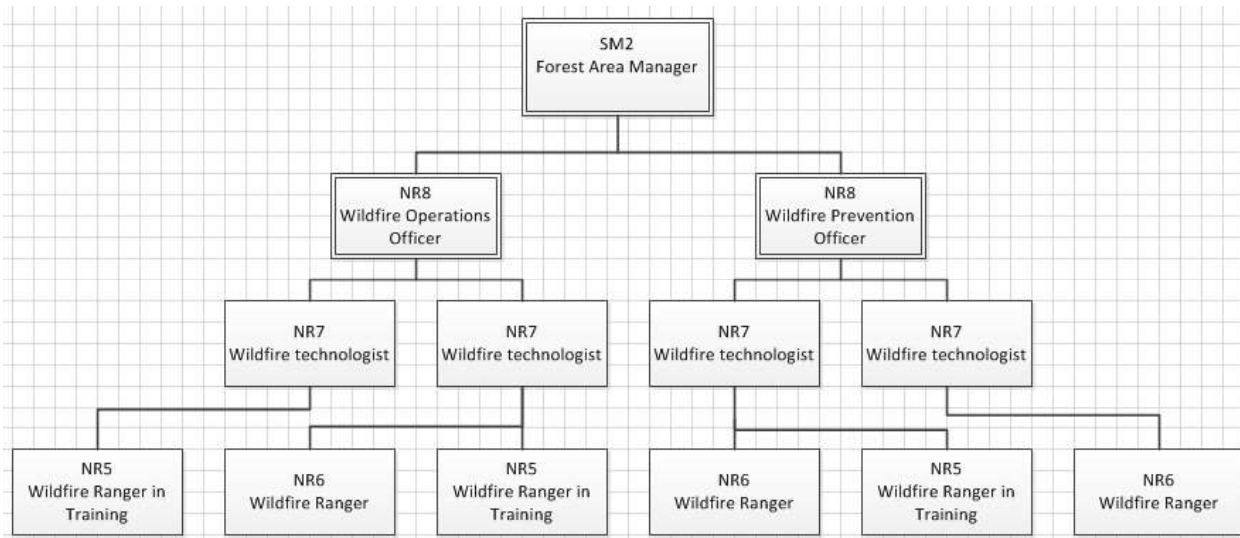 SM2
Forest Area Manager
NR8
Wildfire Operations
Officer
NR8
Wildfire Prevention
Officer
NR7
Wildfire technologist
NR7
Wildfire technologist
NR7
Wildfire technologist
NR7
Wildfire technologist
NR5
Wildfire Ranger in
Training
NR6
Wildfire Ranger
NR5
Wildfire Ranger in
Training
NR6
Wildfire Ranger
NR5
Wildfire Ranger in
Training
NR6
Wildfire Ranger